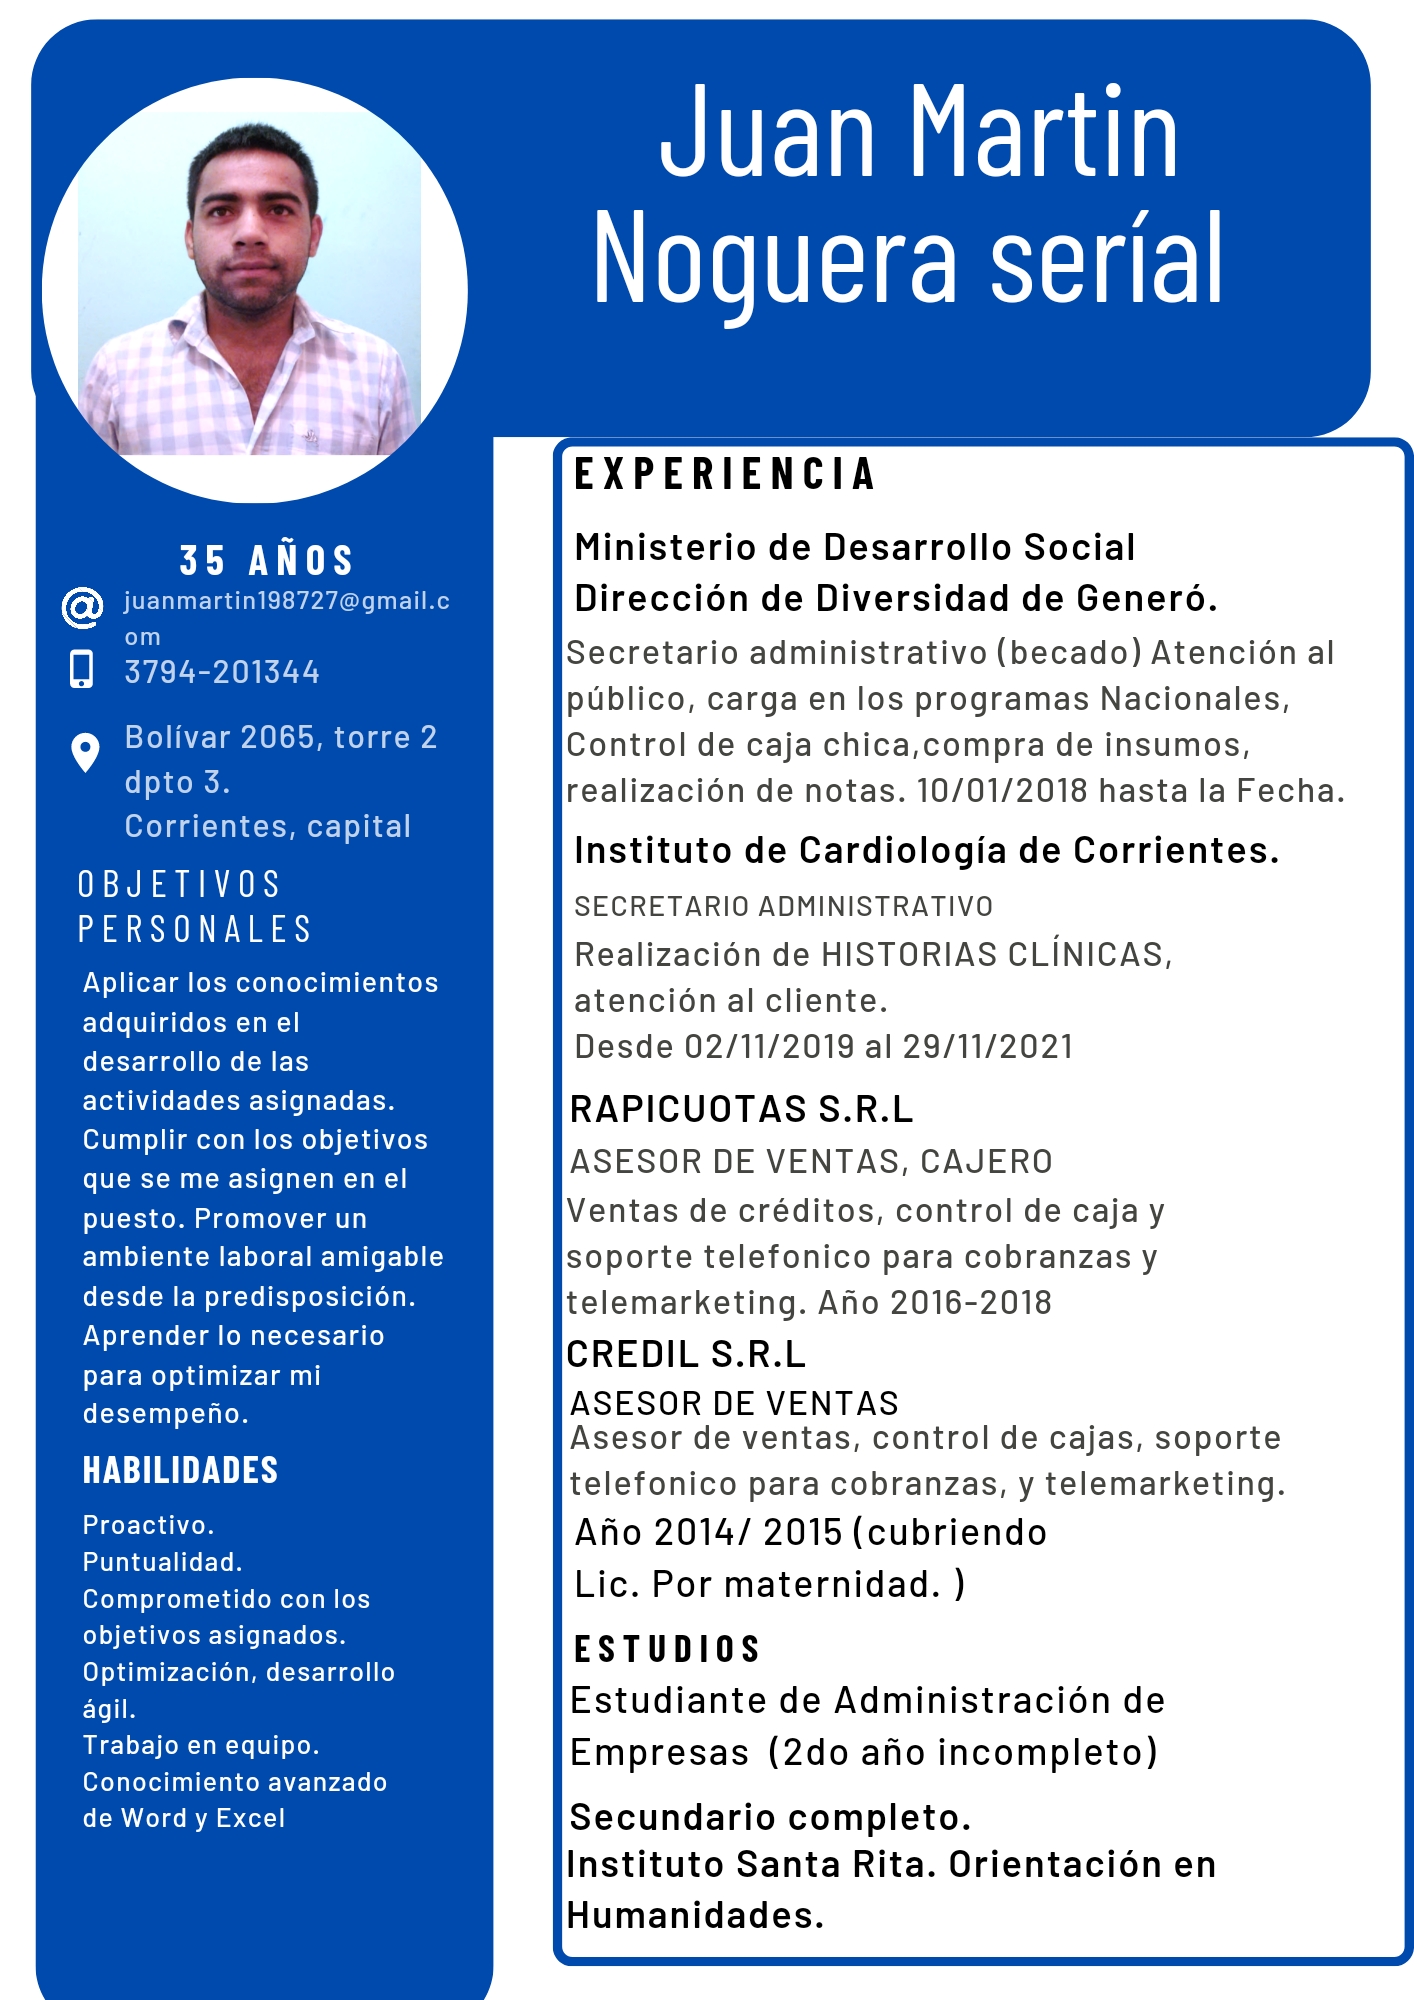 Juan Martin
Noguera seríal
35 AÑOS
juanmartin198727@gmail.c
om
3794-201344
Bolívar 2065, torre 2
dpto 3.
Corrientes, capital
OBJETIVOS
PERSONALES
Aplicar los conocimientos
adquiridos en el
desarrollo de las
actividades asignadas.
Cumplir con los objetivos
que se me asignen en el
puesto. Promover un
ambiente laboral amigable
desde la predisposición.
Aprender lo necesario
para optimizar mi
desempeño.
HABILIDADES
Proactivo.
Puntualidad.
Comprometido con los
objetivos asignados.
Optimización, desarrollo
ágil.
Trabajo en equipo.
Conocimiento avanzado
de Word y Excel
EXPERIENCIA
Ministerio de Desarrollo Social
Dirección de Diversidad de Generó.
Secretario administrativo (becado) Atención al
público, carga en los programas Nacionales,
Control de caja chica,compra de insumos,
realización de notas. 10/01/2018 hasta la Fecha.
Instituto de Cardiología de Corrientes.
SECRETARIO ADMINISTRATIVO
Realización de HISTORIAS CLÍNICAS,
atención al cliente.
Desde 02/11/2019 al 29/11/2021
RAPICUOTAS S.R.L
ASESOR DE VENTAS, CAJERO
Ventas de créditos, control de caja y
soporte telefonico para cobranzas y
telemarketing. Año 2016-2018
CREDIL S.R.L
ASESOR DE VENTAS
Asesor de ventas, control de cajas, soporte
telefonico para cobranzas, y telemarketing.
Año 2014/ 2015 (cubriendo
Lic. Por maternidad. )
ESTUDIOS
Estudiante de Administración de
Empresas (2do año incompleto)
Secundario completo.
Instituto Santa Rita. Orientación en
Humanidades.